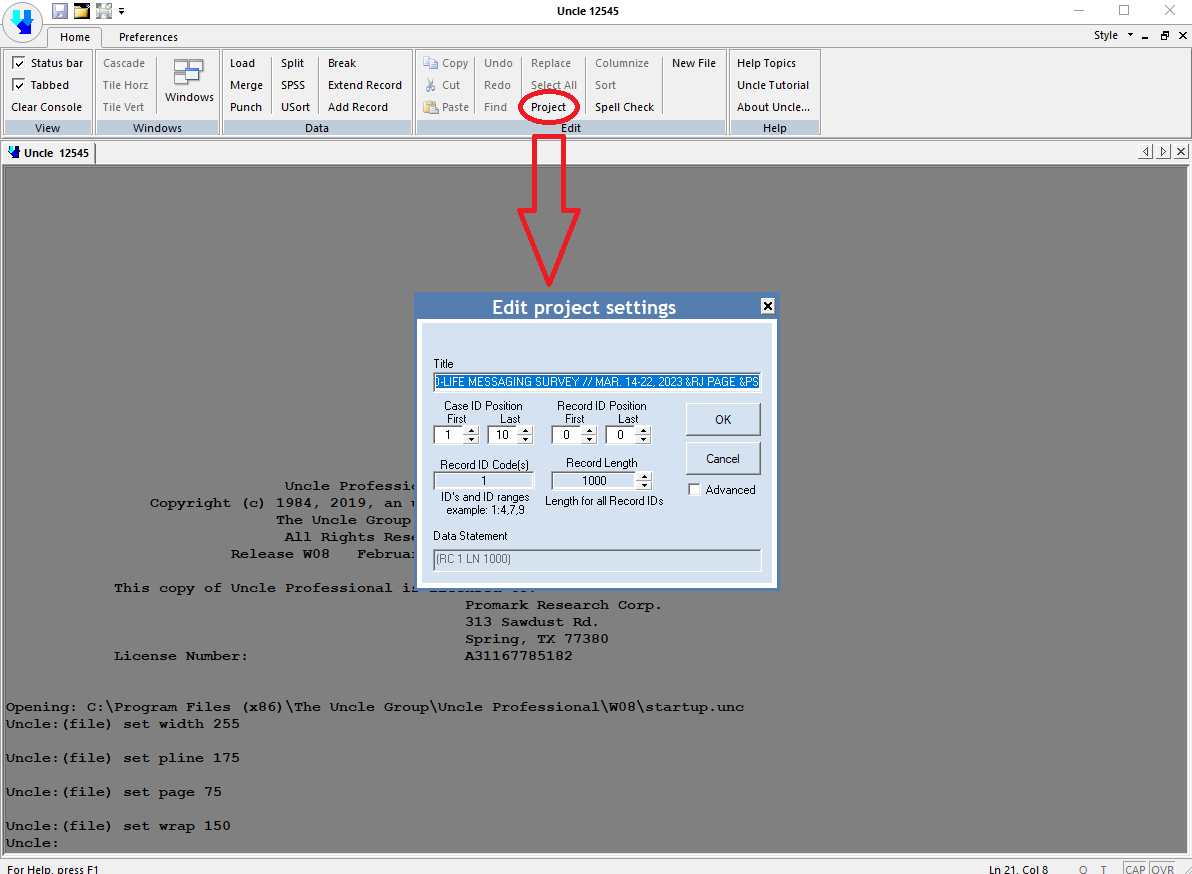 Uncle 12545
Home Preferences Style
Status bar Cascade Load Split Break Copy Undo Replace Columnize New File Help Topics
Tabbed Tile Horz Windows Merge SPSS Extend Record Cut Redo Select All Sort Uncle Tutorial
Clear Console Tile Vert Punch USort Add Record Paste Find Project Spell Check About Uncle...
View Windows Data Edit Help
Uncle 12545
Edit project settings
Title
-LIFE MESSAGING SURVEY // MAR. 14-22, 2023 &RJ PAGE &PS
Case ID Position Record ID Position
First Last First Last
1 10 0 0 OK
Record ID Code(s) Record Length Cancel
1 1000
ID's and ID ranges Length for all Record IDs Advanced
example: 1:4,7,9
Data Statement
(RC 1 LN 1000)
Uncle Professi
Copyright (c) 1984, 2019, an
The Uncle Group
All Rights Res
Release W08 Februa
This copy of Uncle Professional is licensed to:
Promark Research Corp.
313 Sawdust Rd.
Spring, TX 77380
License Number: A31167785182
Opening: C:\Program Files (x86)\The Uncle Group\Uncle Professional\W08\startup.unc
Uncle:(file) set width 255
Uncle:(file) set pline 175
Uncle:(file) set page 75
Uncle:(file) set wrap 150
Uncle:
For Help, press F1 Ln 21, Col 8 O T CAP OVR